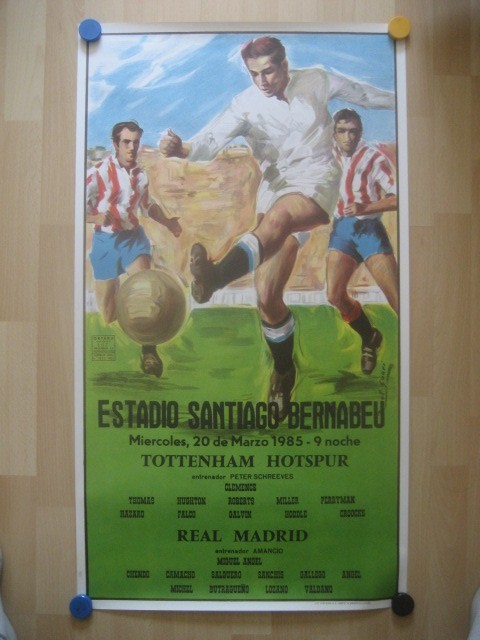 ESTADIO SANTIAGO BERNABEU
Miercoles, 20 de Marzo 1985 - 9 noche
TOTTENHAM HOTSPUR
entrenador PETER SCHREEVES
CLEMENCE
THOMAS HUGHTON ROBERTS MILLER PERRYMAN
HAZARD FALCO GALVIN HODDLE CROOCKS
REAL MADRID
entrenador AMANCIO
MIGUEL ANGEL
CHENDO CAMACHO SALGUERO SANCHIS GALLEGO ANGEL
MICHEL BUTRAGUEÑO LOZANO VALDANO